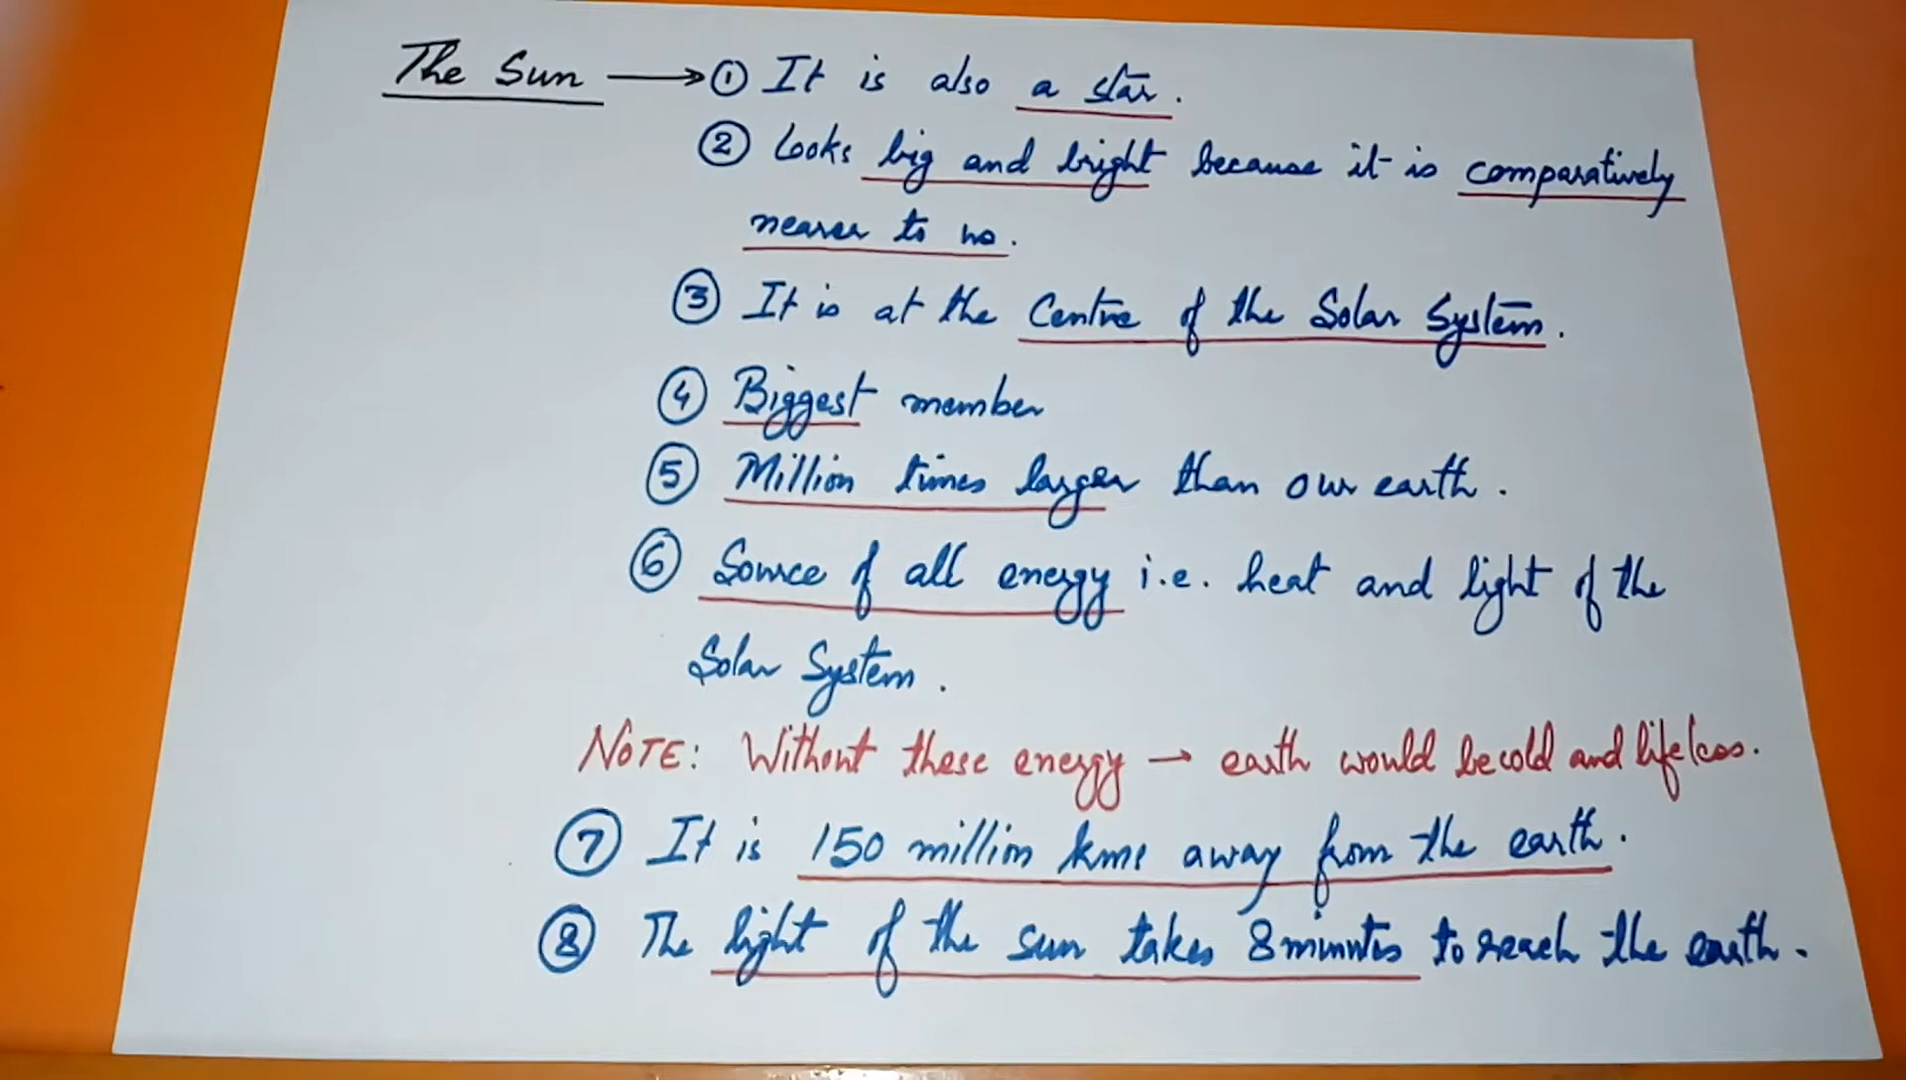 The Sun → ① It is also a star.
② Looks big and bright because it is comparatively
nearer to us.
③ It is at the Centre of the Solar System.
④ Biggest member
⑤ Million times larger than our earth.
⑥ Source of all energy i.e. heat and light of the
Solar System.
NOTE: Without these energy → earth would be cold and lifeless.
⑦ It is 150 million kms away from the earth.
⑧ The light of the sun takes 8 minutes to reach the earth.